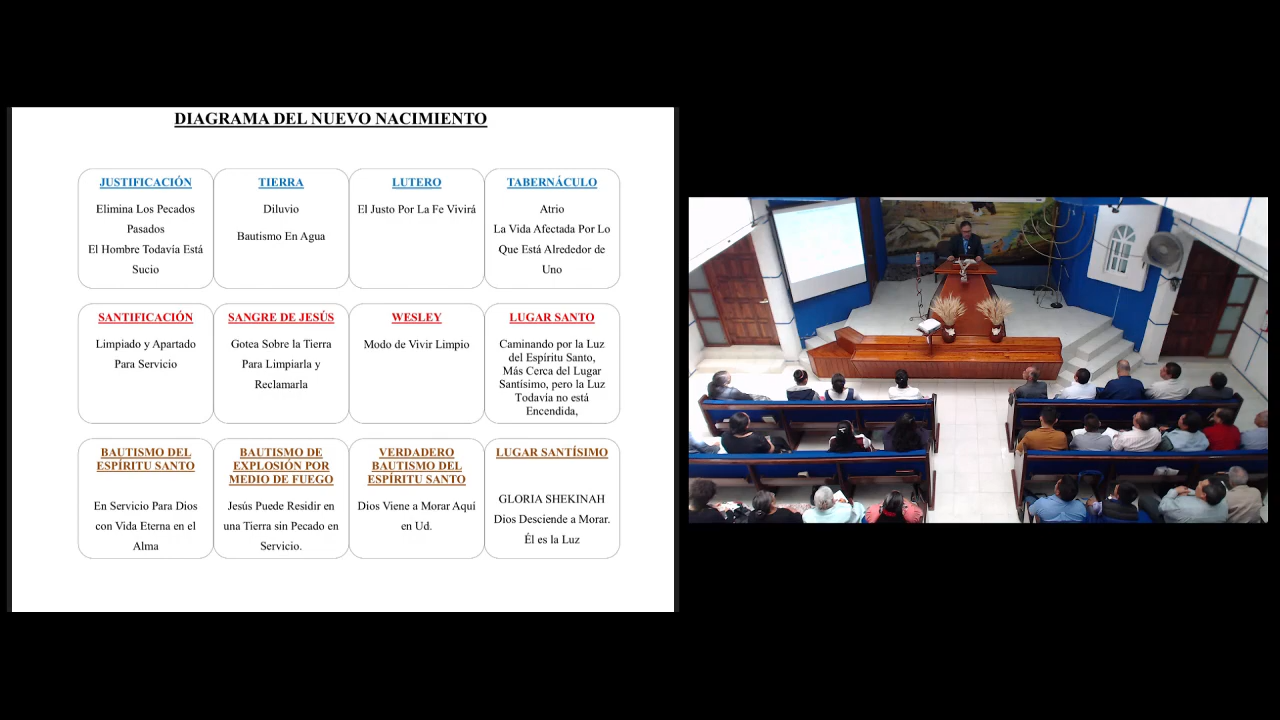 DIAGRAMA DEL NUEVO NACIMIENTO
JUSTIFICACIÓN
Elimina Los Pecados
Pasados
El Hombre Todavía Está
Sucio
TIERRA
Diluvio
Bautismo En Agua
LUTERO
El Justo Por La Fe Vivirá
TABERNÁCULO
Atrio
La Vida Afectada Por Lo
Que Está Alrededor de
Uno
SANTIFICACIÓN
Limpiado y Apartado
Para Servicio
SANGRE DE JESÚS
Gotea Sobre la Tierra
Para Limpiarla y
Reclamarla
WESLEY
Modo de Vivir Limpio
LUGAR SANTO
Caminando por la Luz
del Espíritu Santo,
Más Cerca del Lugar
Santísimo, pero la Luz
Todavía no está
Encendida,
BAUTISMO DEL
ESPÍRITU SANTO
En Servicio Para Dios
con Vida Eterna en el
Alma
BAUTISMO DE
EXPLOSIÓN POR
MEDIO DE FUEGO
Jesús Puede Residir en
una Tierra sin Pecado en
Servicio.
VERDADERO
BAUTISMO DEL
ESPÍRITU SANTO
Dios Viene a Morar Aquí
en Ud.
LUGAR SANTÍSIMO
GLORIA SHEKINAH
Dios Desciende a Morar.
Él es la Luz